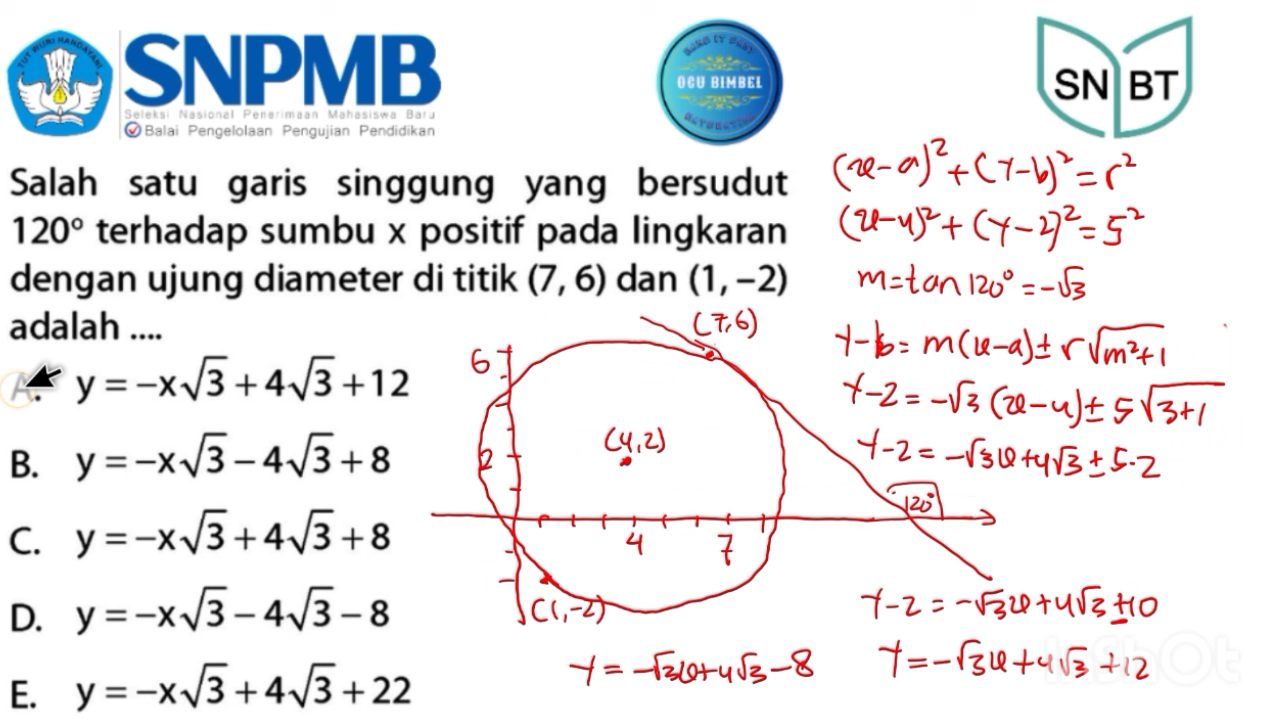 TUT WURI HANDAYANI
SNPMB
Seleksi Nasional Penerimaan Mahasiswa Baru
Balai Pengelolaan Pengujian Pendidikan
OCU BIMBEL
SN BT
Salah satu garis singgung yang bersudut
120° terhadap sumbu x positif pada lingkaran
dengan ujung diameter di titik (7, 6) dan (1, −2)
adalah ....
A. y = −x√3 + 4√3 + 12
B. y = −x√3 − 4√3 + 8
C. y = −x√3 + 4√3 + 8
D. y = −x√3 − 4√3 − 8
E. y = −x√3 + 4√3 + 22
(x−a)² + (y−b)² = r²
(x−4)² + (y−2)² = 5²
m = tan 120° = −√3
y−b = m(x−a) ± r√m²+1
y−2 = −√3 (x−4) ± 5√3+1
y−2 = −√3x + 4√3 ± 5·2
(7,6)
6
(4,2)
2
120°
4
7
(1,−2)
y−2 = −√3x + 4√3 ± 10
y = −√3x + 4√3 − 8
y = −√3x + 4√3 + 12
InShOt